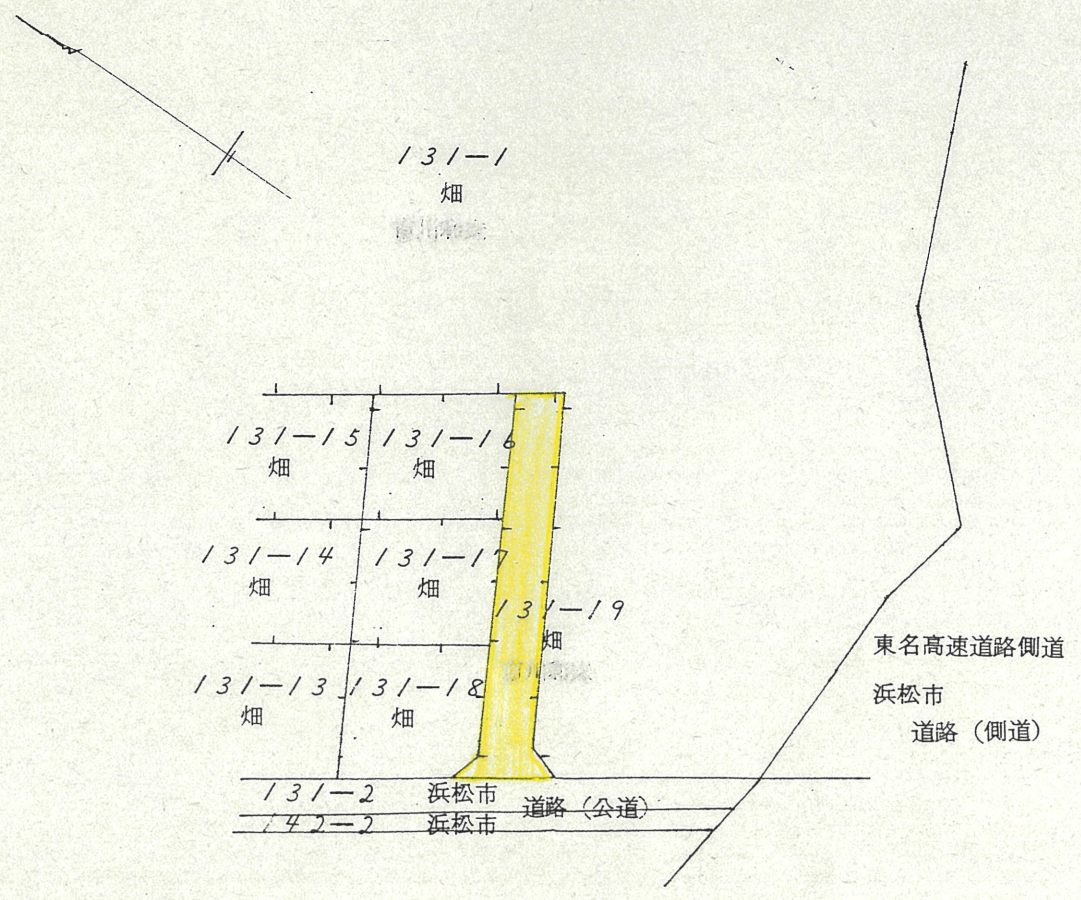 131-1
畑
131-15
畑
131-16
畑
131-14
畑
131-17
畑
131-19
畑
131-13
畑
131-18
畑
東名高速道路側道
浜松市
道路（側道）
131-2 浜松市 道路（公道）
142-2 浜松市